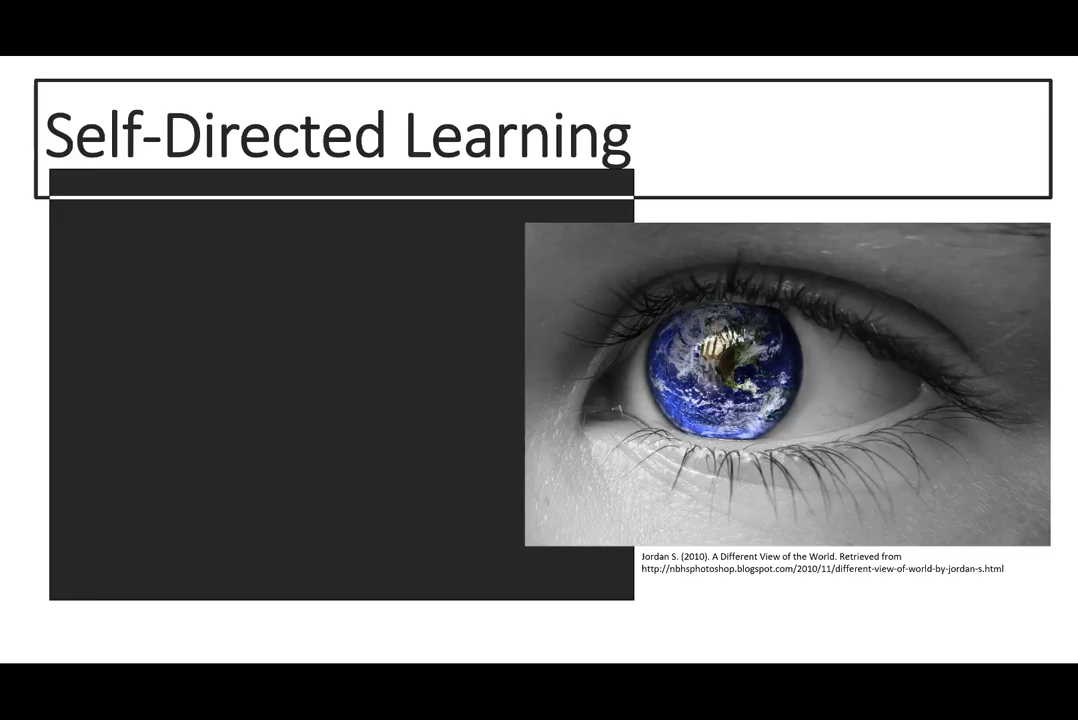 Self-Directed Learning
Jordan S. (2010). A Different View of the World. Retrieved from
http://nbhsphotoshop.blogspot.com/2010/11/different-view-of-world-by-jordan-s.html